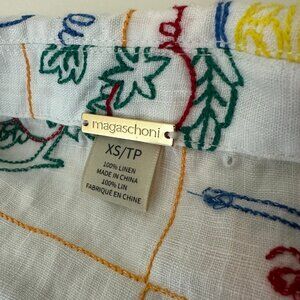 magaschoni
XS/TP
100% LINEN
MADE IN CHINA
100% LIN
FABRIQUÉ EN CHINE